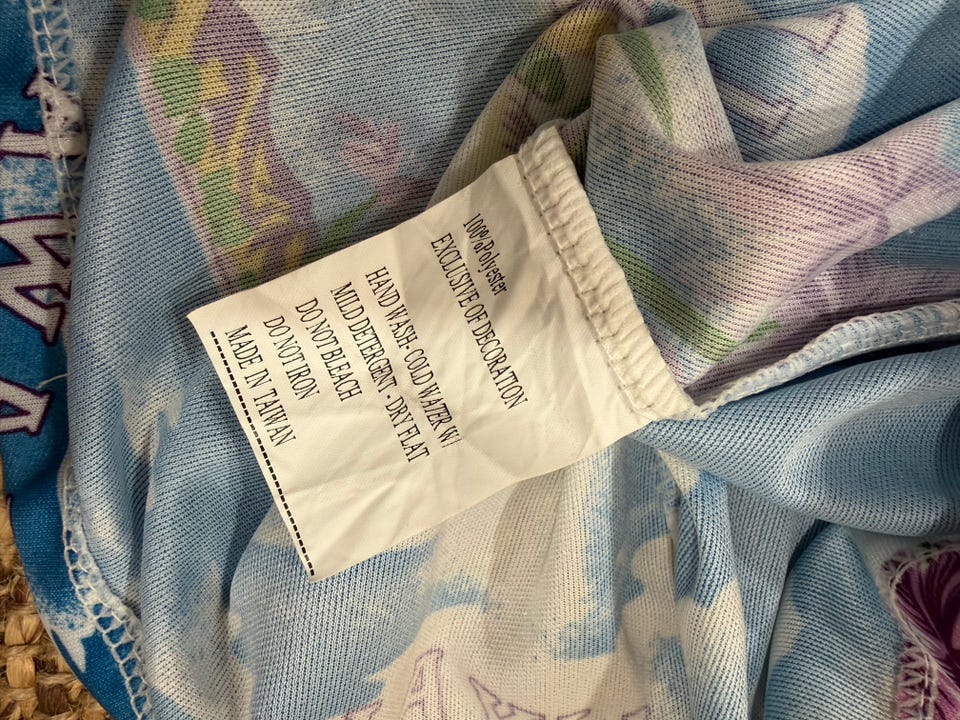 100% Polyester
EXCLUSIVE OF DECORATION
HAND WASH- COLD WATER W/
MILD DETERGENT - DRY FLAT
DO NOT BLEACH
DO NOT IRON
MADE IN TAIWAN